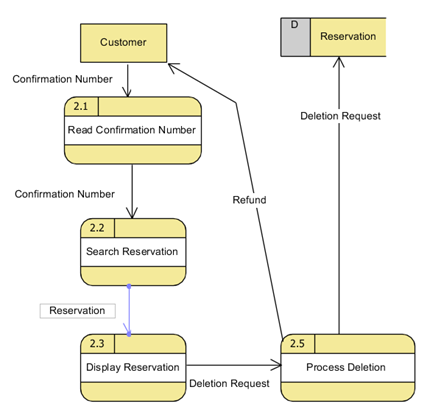 Customer
D
Reservation
Confirmation Number
2.1
Read Confirmation Number
Deletion Request
Confirmation Number
Refund
2.2
Search Reservation
Reservation
2.3
Display Reservation
Deletion Request
2.5
Process Deletion